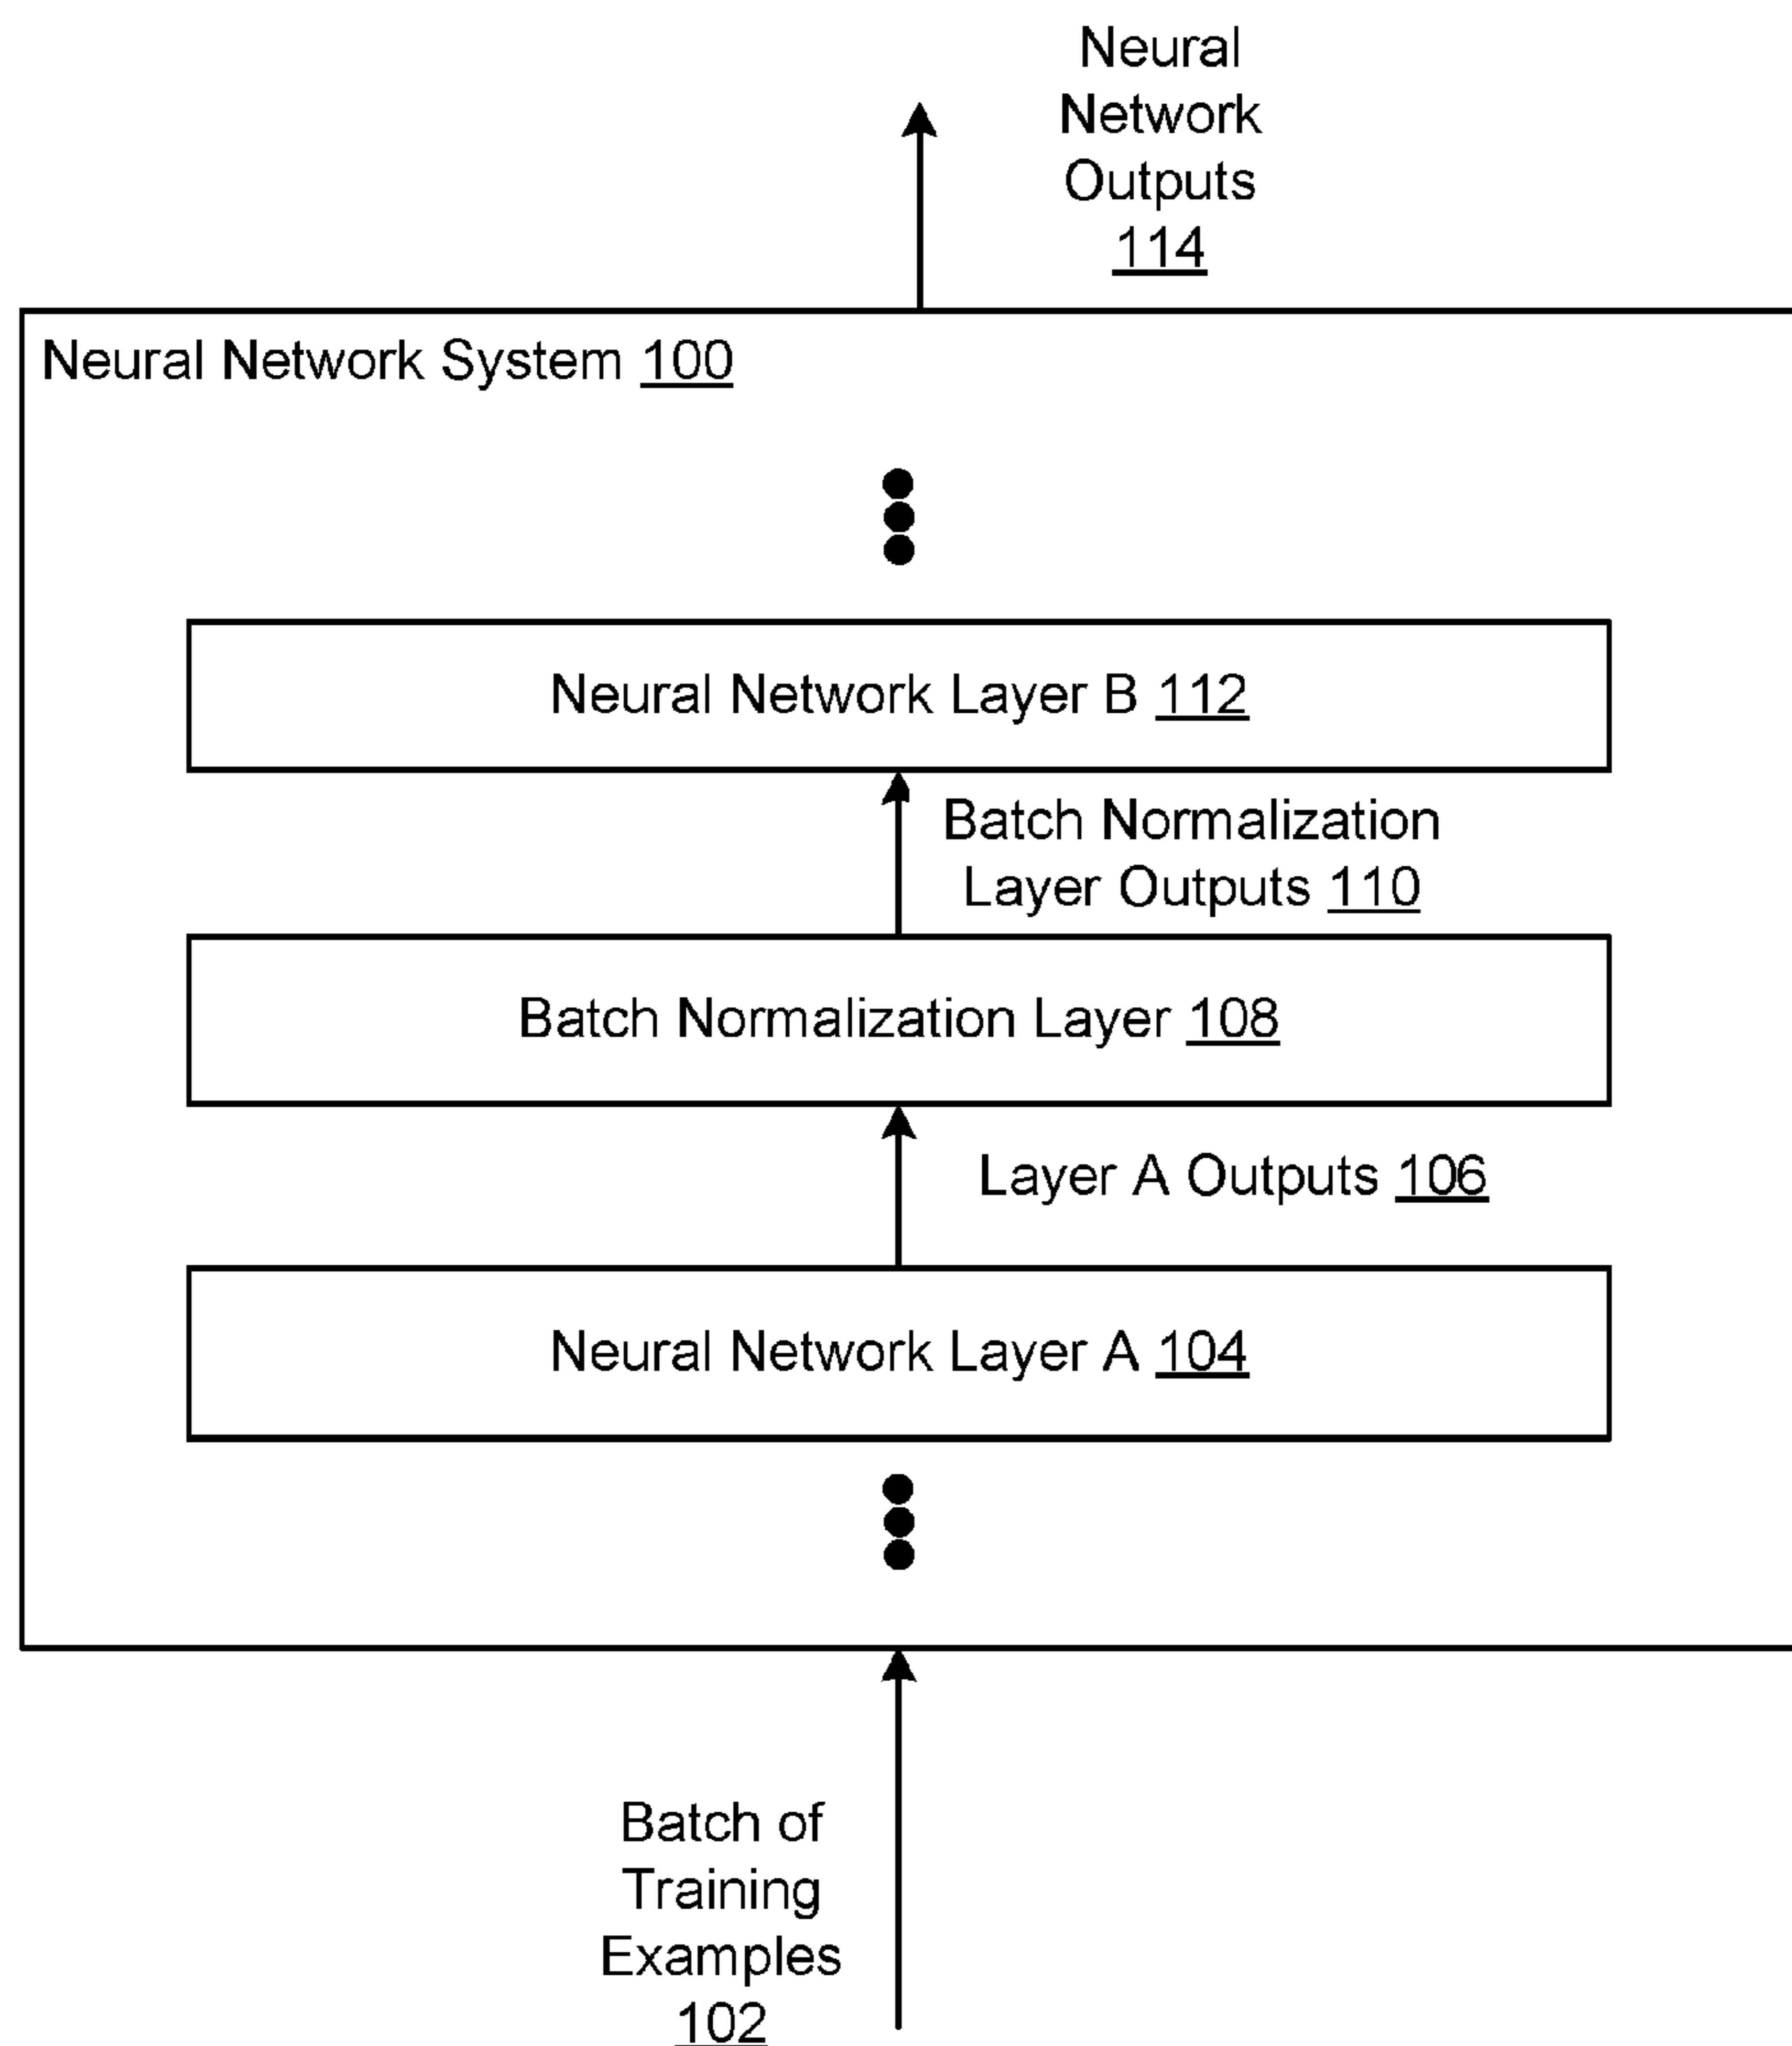 Neural
Network
Outputs
114
Neural Network System 100
Neural Network Layer B 112
Batch Normalization
Layer Outputs 110
Batch Normalization Layer 108
Layer A Outputs 106
Neural Network Layer A 104
Batch of
Training
Examples
102